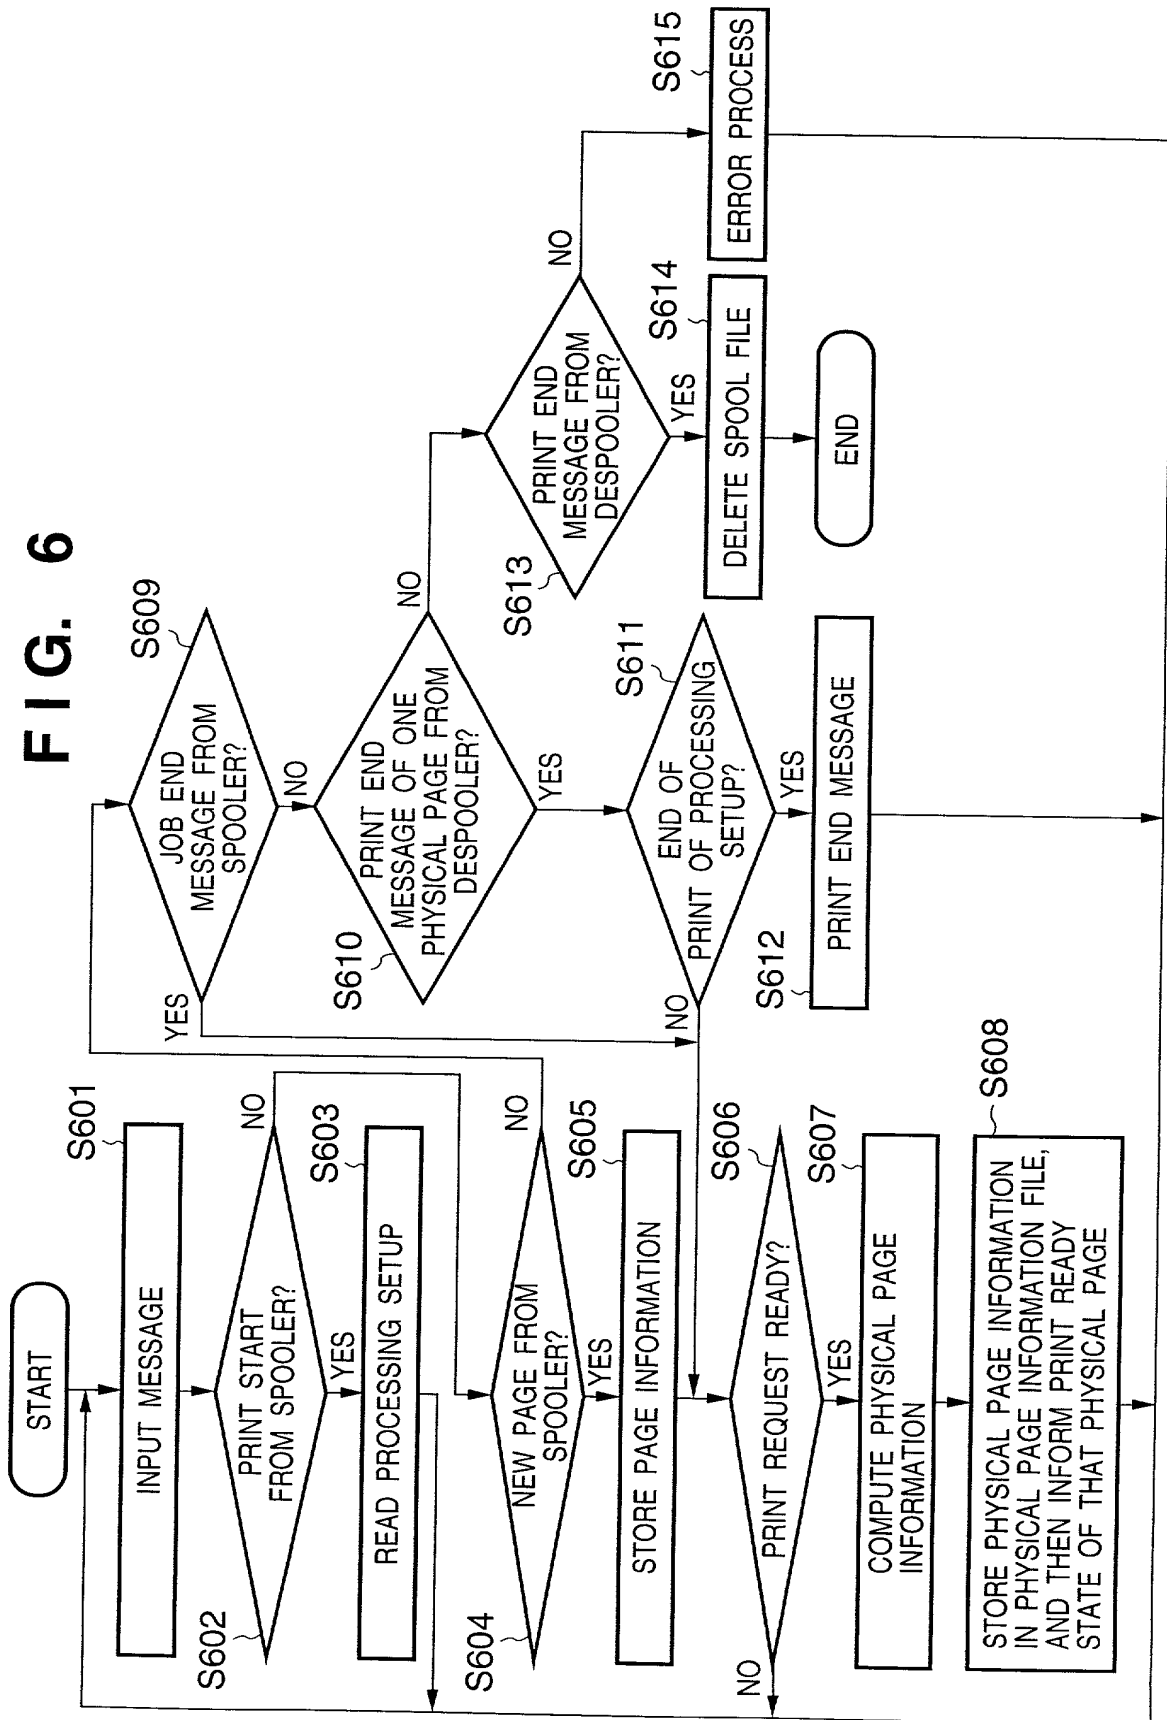 FIG. 6
START
S601
INPUT MESSAGE
S602
PRINT START
FROM SPOOLER?
NO
YES
S603
READ PROCESSING SETUP
S604
NEW PAGE FROM
SPOOLER?
NO
YES
S605
STORE PAGE INFORMATION
S606
PRINT REQUEST READY?
NO
YES
S607
COMPUTE PHYSICAL PAGE
INFORMATION
S608
STORE PHYSICAL PAGE INFORMATION
IN PHYSICAL PAGE INFORMATION FILE,
AND THEN INFORM PRINT READY
STATE OF THAT PHYSICAL PAGE
S609
JOB END
MESSAGE FROM
SPOOLER?
YES
NO
S610
PRINT END
MESSAGE OF ONE
PHYSICAL PAGE FROM
DESPOOLER?
NO
YES
S611
END OF
PRINT OF PROCESSING
SETUP?
NO
YES
S612
PRINT END MESSAGE
S613
PRINT END
MESSAGE FROM
DESPOOLER?
NO
YES
S614
DELETE SPOOL FILE
END
S615
ERROR PROCESS